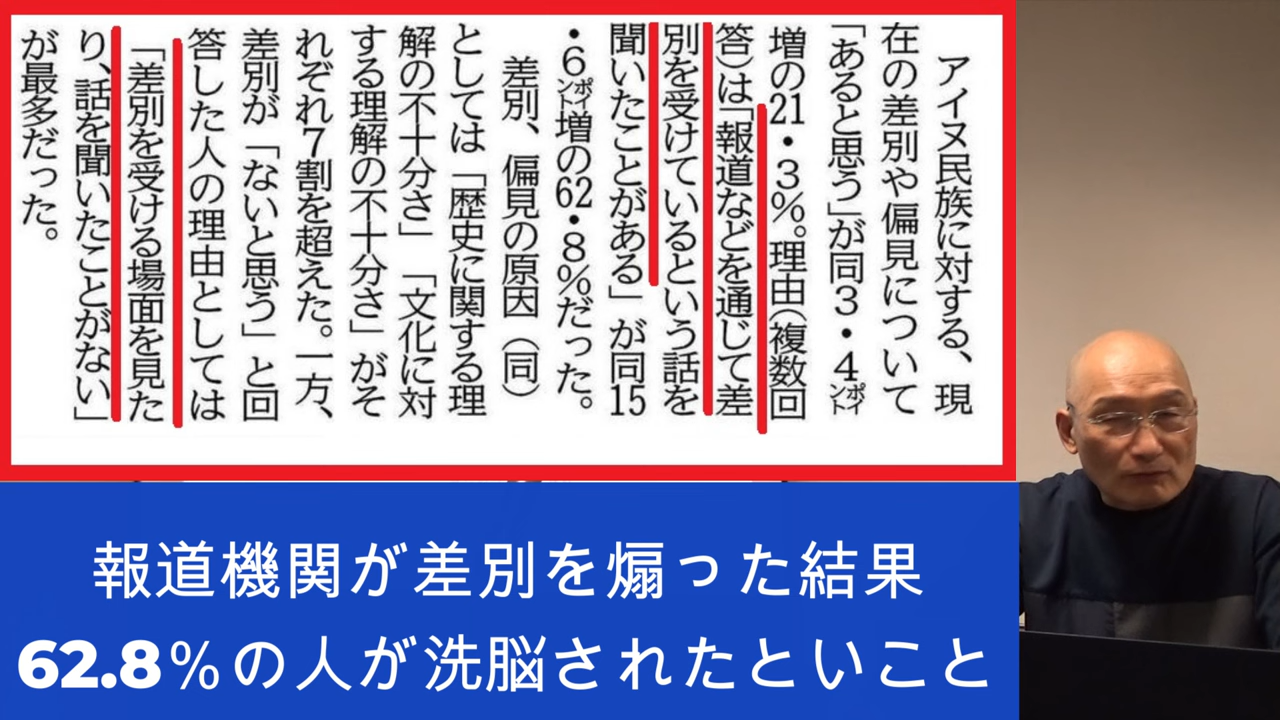 アイヌ民族に対する、現
在の差別や偏見について
「あると思う」が同3・4㌽
増の21・3%。理由(複数回
答)は「報道などを通じて差
別を受けているという話を
聞いたことがある」が同15
・6㌽増の62・8%だった。
差別、偏見の原因(同)
としては「歴史に関する理
解の不十分さ」「文化に対
する理解の不十分さ」がそ
れぞれ7割を超えた。一方、
差別が「ないと思う」と回
答した人の理由としては
「差別を受ける場面を見た
り、話を聞いたことがない」
が最多だった。
報道機関が差別を煽った結果
62.8%の人が洗脳されたといこと